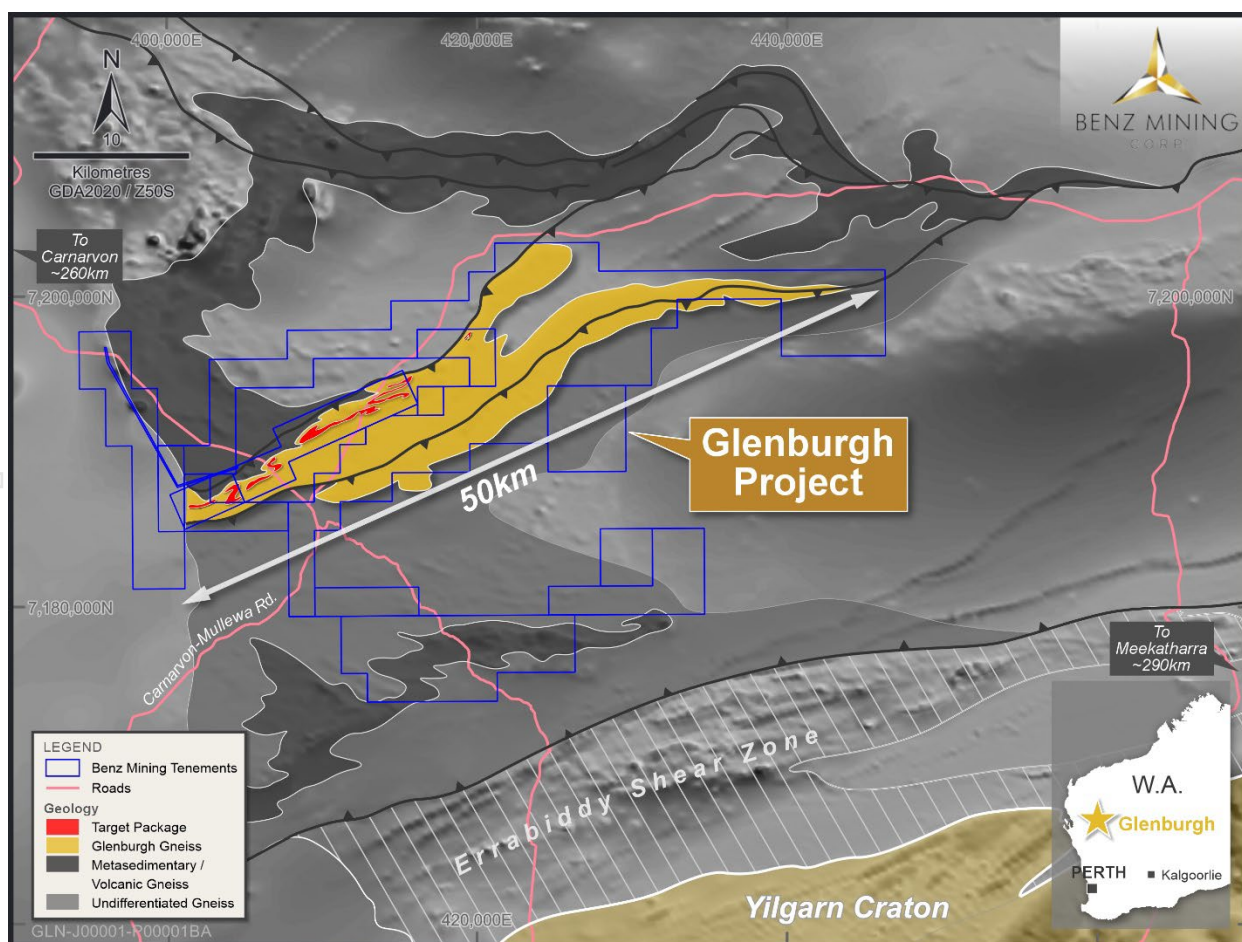 400,000E
420,000E
440,000E
N
10
Kilometres
GDA2020 / Z50S
BENZ MINING
CORP
To
Carnarvon
~260km
7,200,000N
7,200,000N
Glenburgh
Project
50km
7,180,000N
Carnarvon-Mullewa Rd.
To
Meekatharra
~290km
Errabiddy Shear Zone
Yilgarn Craton
420,000E
LEGEND
Benz Mining Tenements
Roads
Geology
Target Package
Glenburgh Gneiss
Metasedimentary /
Volcanic Gneiss
Undifferentiated Gneiss
GLN-J00001-P00001BA
W.A.
Glenburgh
PERTH
Kalgoorlie